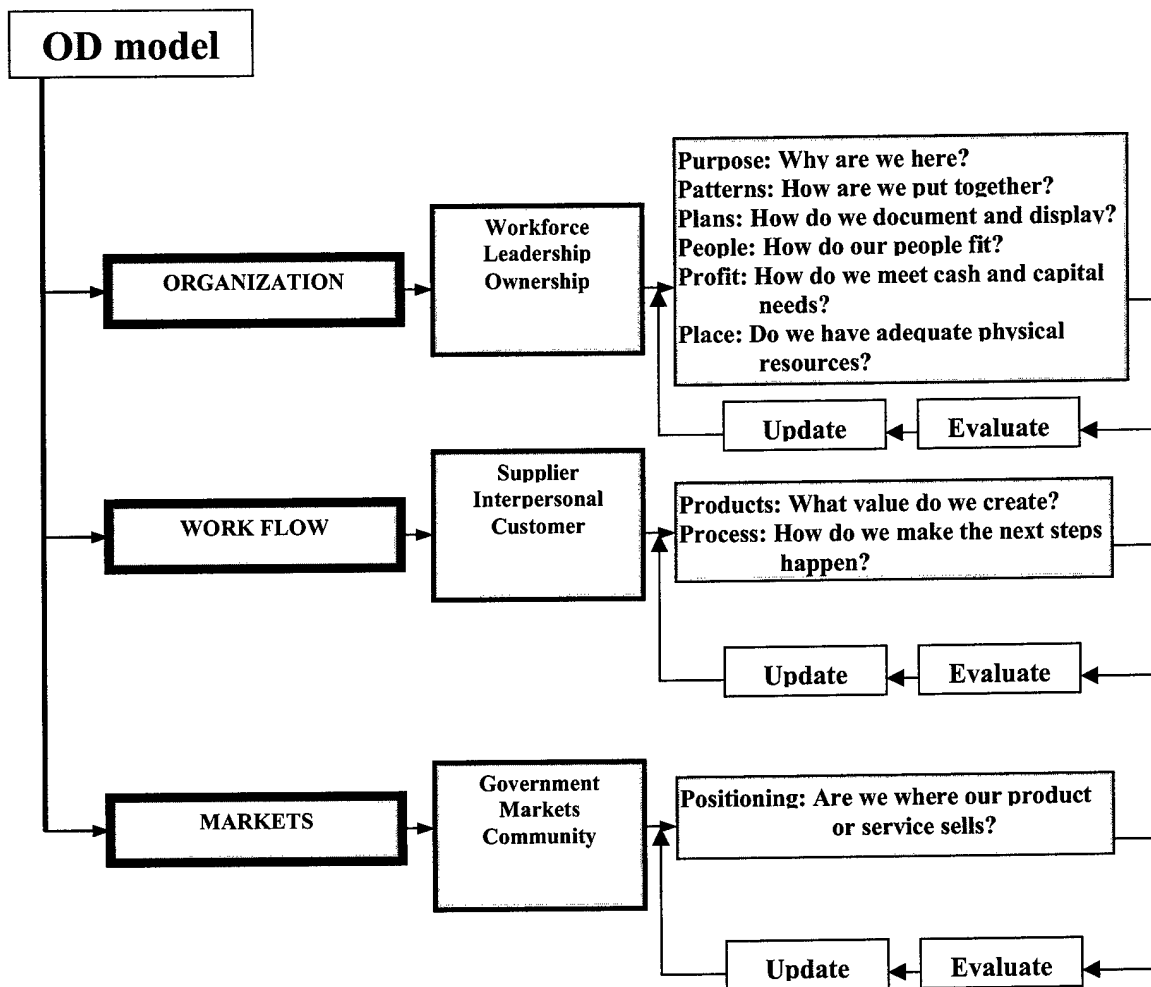 OD model
ORGANIZATION
Workforce
Leadership
Ownership
Purpose: Why are we here?
Patterns: How are we put together?
Plans: How do we document and display?
People: How do our people fit?
Profit: How do we meet cash and capital
needs?
Place: Do we have adequate physical
resources?
Update
Evaluate
WORK FLOW
Supplier
Interpersonal
Customer
Products: What value do we create?
Process: How do we make the next steps
happen?
Update
Evaluate
MARKETS
Government
Markets
Community
Positioning: Are we where our product
or service sells?
Update
Evaluate